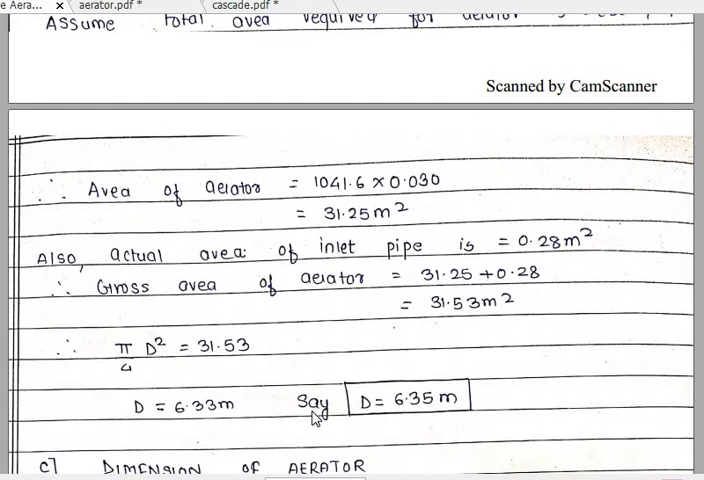 e Aera... x aerator.pdf * cascade.pdf *
Assume total area required for aerator
Scanned by CamScanner
∴ Area of aerator = 1041.6 × 0.030
= 31.25 m²
Also, actual area of inlet pipe is = 0.28 m²
∴ Gross area of aerator = 31.25 + 0.28
= 31.53 m²
∴ π/4 D² = 31.53
D = 6.33 m Say D = 6.35 m
c] DIMENSION OF AERATOR